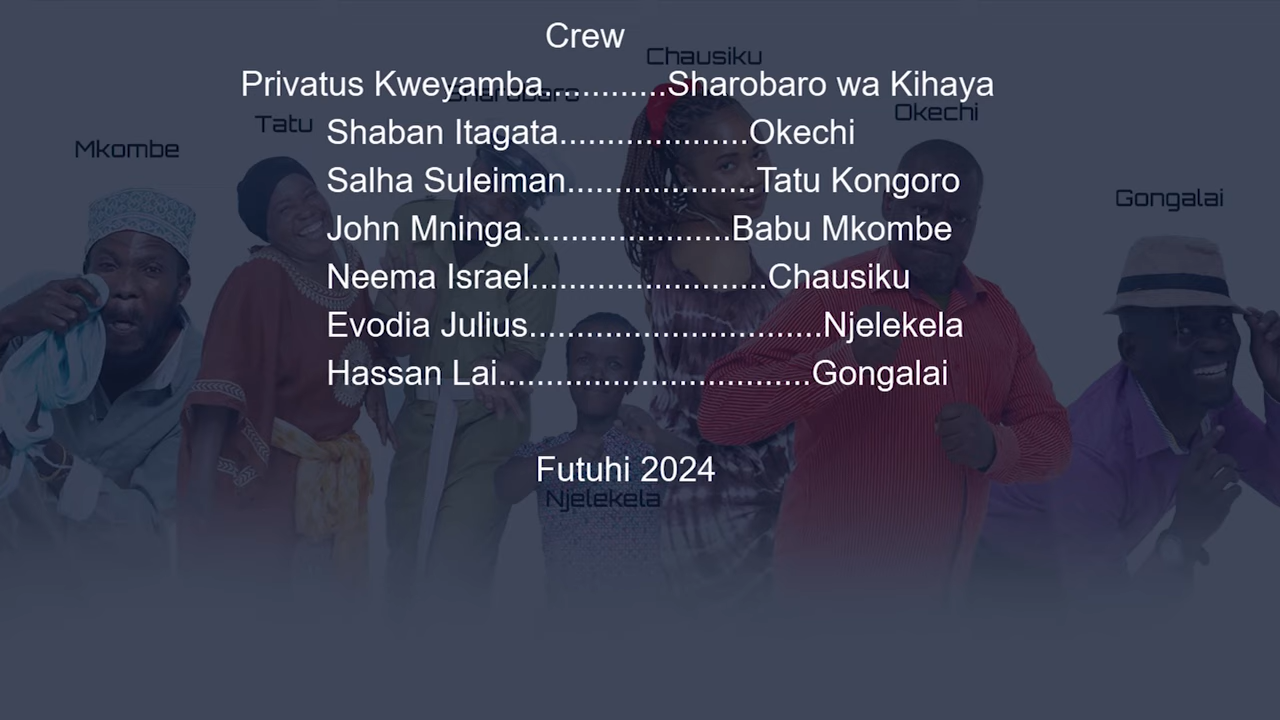 Crew
Chausiku
Privatus Kweyamba.............Sharobaro wa Kihaya
Sharobaro
Okechi
Tatu
Shaban Itagata....................Okechi
Mkombe
Salha Suleiman....................Tatu Kongoro
Gongalai
John Mninga......................Babu Mkombe
Neema Israel.........................Chausiku
Evodia Julius...............................Njelekela
Hassan Lai.................................Gongalai
Futuhi 2024
Njelekela